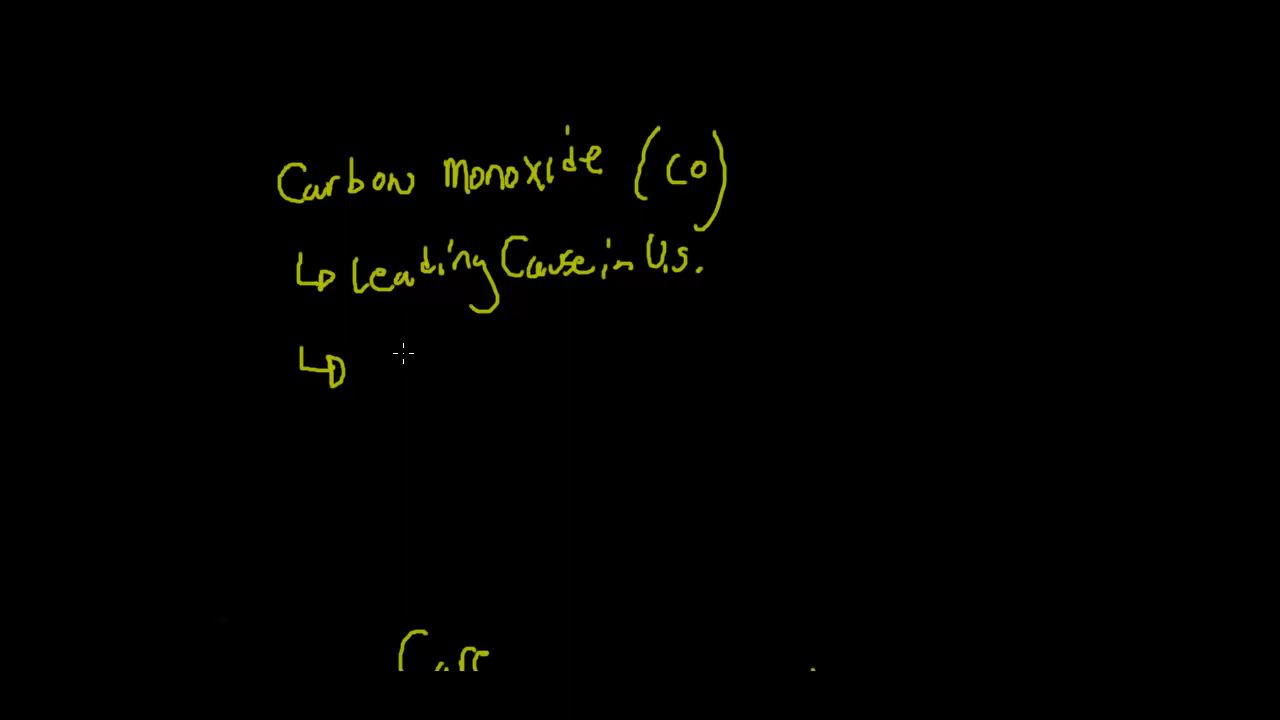 Carbon Monoxide (CO)
↳ Leading Cause in U.S.
↳